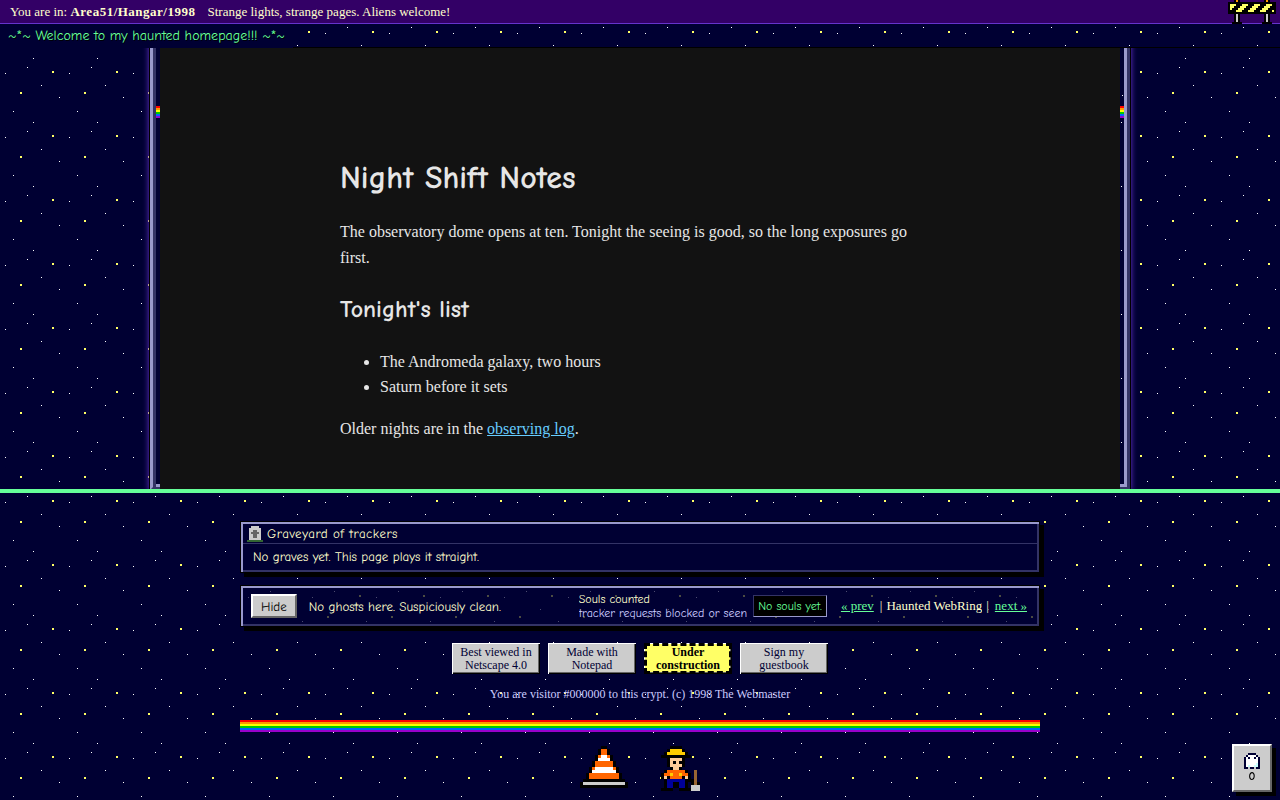 You are in: Area51/Hangar/1998 Strange lights, strange pages. Aliens welcome!
~*~ Welcome to my haunted homepage!!! ~*~
Night Shift Notes
The observatory dome opens at ten. Tonight the seeing is good, so the long exposures go
first.
Tonight's list
• The Andromeda galaxy, two hours
• Saturn before it sets
Older nights are in the observing log.
Graveyard of trackers
No graves yet. This page plays it straight.
Hide
No ghosts here. Suspiciously clean.
Souls counted
tracker requests blocked or seen
No souls yet.
« prev | Haunted WebRing | next »
Best viewed in
Netscape 4.0
Made with
Notepad
Under
construction
Sign my
guestbook
You are visitor #000000 to this crypt. (c) 1998 The Webmaster
0